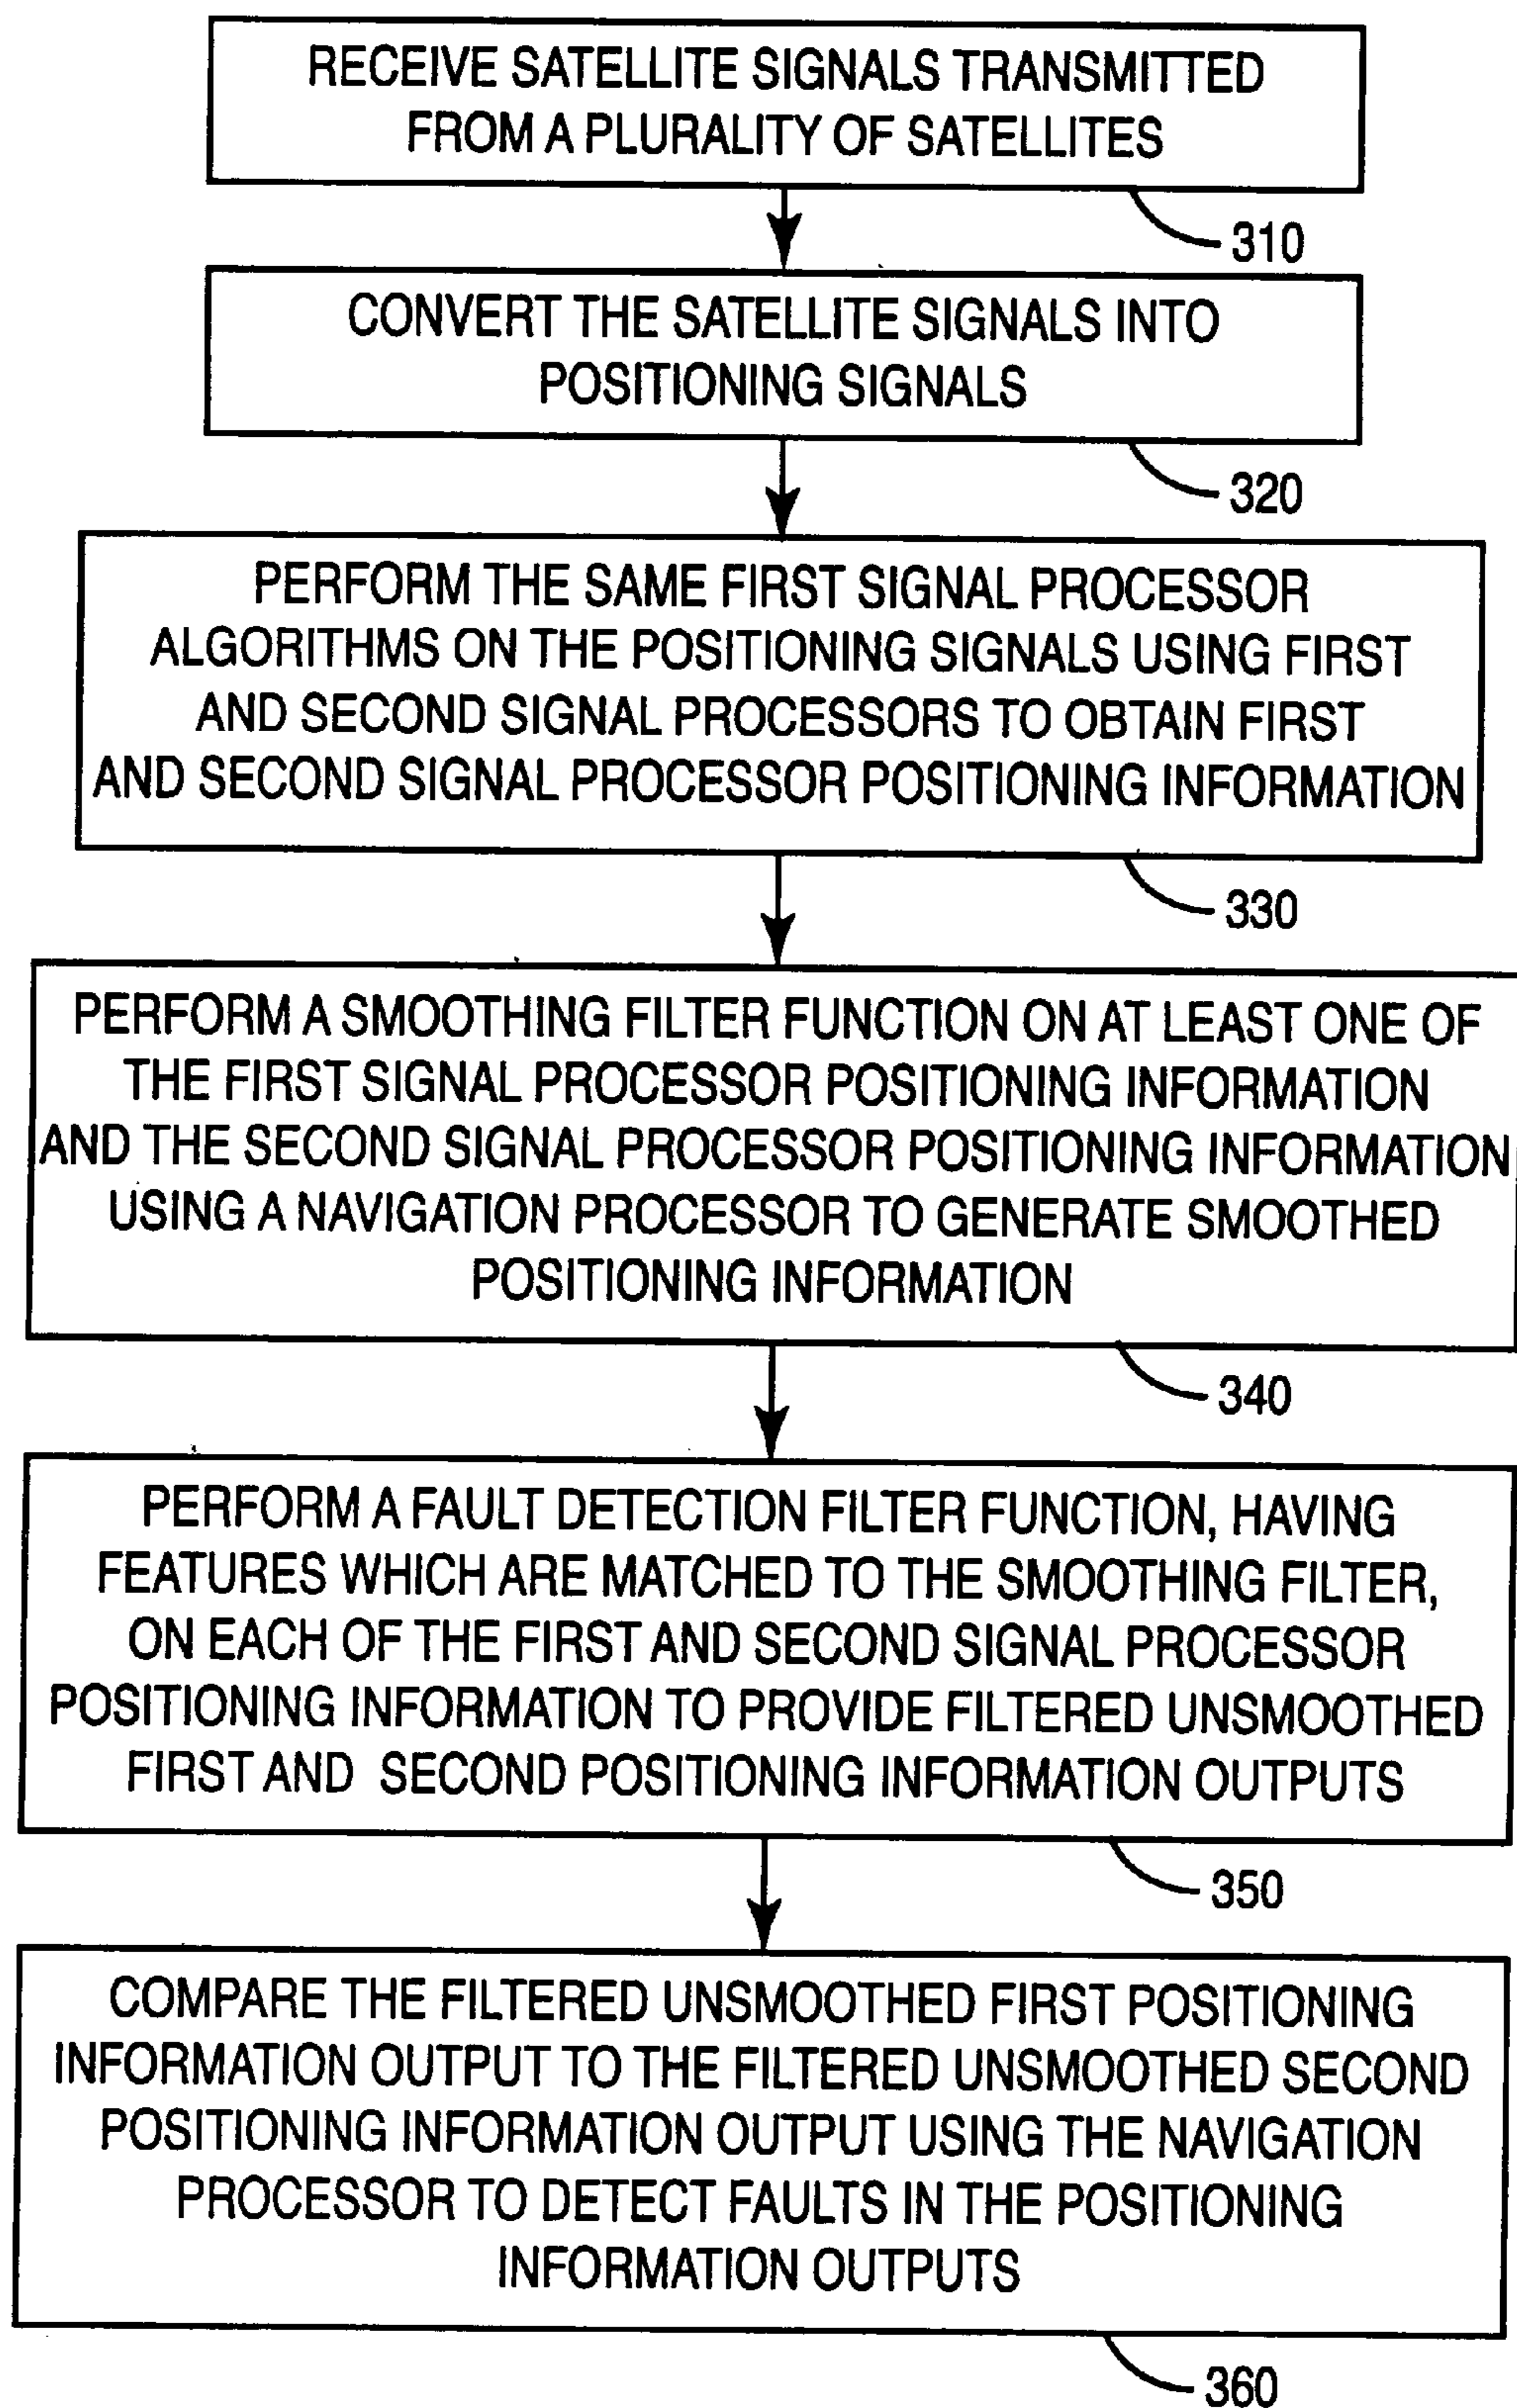 RECEIVE SATELLITE SIGNALS TRANSMITTED
FROM A PLURALITY OF SATELLITES
310
CONVERT THE SATELLITE SIGNALS INTO
POSITIONING SIGNALS
320
PERFORM THE SAME FIRST SIGNAL PROCESSOR
ALGORITHMS ON THE POSITIONING SIGNALS USING FIRST
AND SECOND SIGNAL PROCESSORS TO OBTAIN FIRST
AND SECOND SIGNAL PROCESSOR POSITIONING INFORMATION
330
PERFORM A SMOOTHING FILTER FUNCTION ON AT LEAST ONE OF
THE FIRST SIGNAL PROCESSOR POSITIONING INFORMATION
AND THE SECOND SIGNAL PROCESSOR POSITIONING INFORMATION
USING A NAVIGATION PROCESSOR TO GENERATE SMOOTHED
POSITIONING INFORMATION
340
PERFORM A FAULT DETECTION FILTER FUNCTION, HAVING
FEATURES WHICH ARE MATCHED TO THE SMOOTHING FILTER,
ON EACH OF THE FIRST AND SECOND SIGNAL PROCESSOR
POSITIONING INFORMATION TO PROVIDE FILTERED UNSMOOTHED
FIRST AND SECOND POSITIONING INFORMATION OUTPUTS
350
COMPARE THE FILTERED UNSMOOTHED FIRST POSITIONING
INFORMATION OUTPUT TO THE FILTERED UNSMOOTHED SECOND
POSITIONING INFORMATION OUTPUT USING THE NAVIGATION
PROCESSOR TO DETECT FAULTS IN THE POSITIONING
INFORMATION OUTPUTS
360